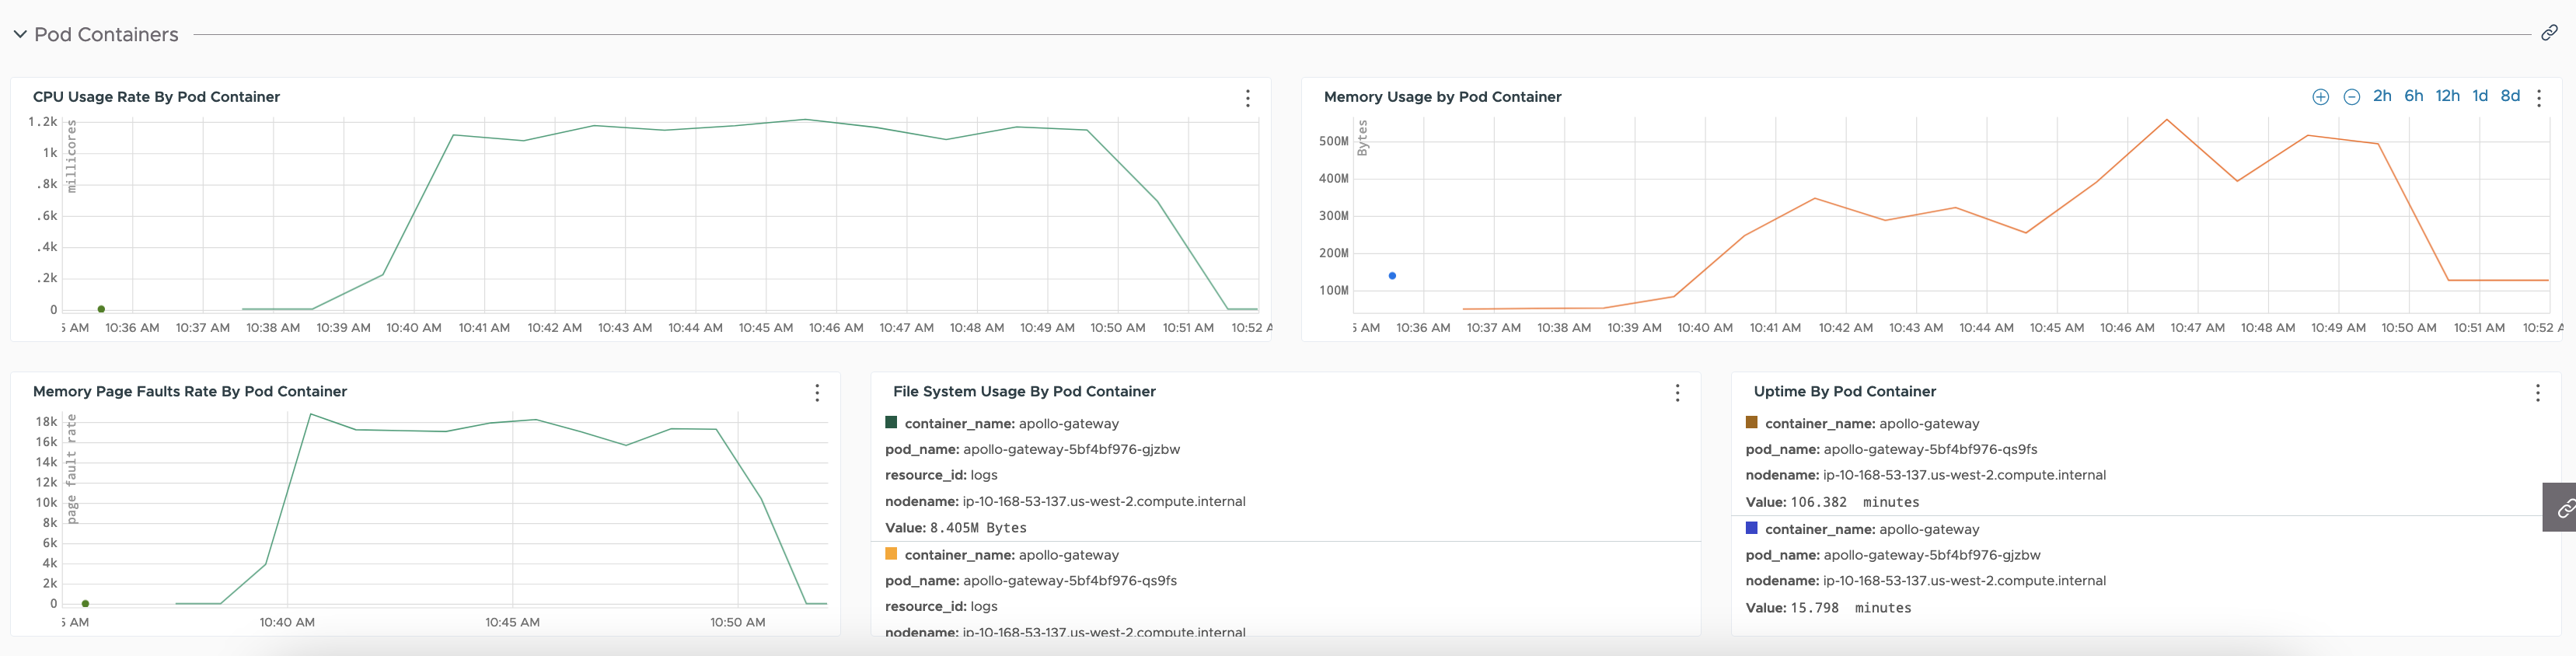 Pod Containers
CPU Usage Rate By Pod Container
1.2k
1k
.8k
.6k
.4k
.2k
0
millicores
5 AM 10:36 AM 10:37 AM 10:38 AM 10:39 AM 10:40 AM 10:41 AM 10:42 AM 10:43 AM 10:44 AM 10:45 AM 10:46 AM 10:47 AM 10:48 AM 10:49 AM 10:50 AM 10:51 AM 10:52 A
Memory Usage by Pod Container
2h 6h 12h 1d 8d
500M
400M
300M
200M
100M
Bytes
5 AM 10:36 AM 10:37 AM 10:38 AM 10:39 AM 10:40 AM 10:41 AM 10:42 AM 10:43 AM 10:44 AM 10:45 AM 10:46 AM 10:47 AM 10:48 AM 10:49 AM 10:50 AM 10:51 AM 10:52 A
Memory Page Faults Rate By Pod Container
18k
16k
14k
12k
10k
8k
6k
4k
2k
0
page fault rate
5 AM 10:40 AM 10:45 AM 10:50 AM
File System Usage By Pod Container
container_name: apollo-gateway
pod_name: apollo-gateway-5bf4bf976-gjzbw
resource_id: logs
nodename: ip-10-168-53-137.us-west-2.compute.internal
Value: 8.405M Bytes
container_name: apollo-gateway
pod_name: apollo-gateway-5bf4bf976-qs9fs
resource_id: logs
nodename: ip-10-168-53-137.us-west-2.compute.internal
Uptime By Pod Container
container_name: apollo-gateway
pod_name: apollo-gateway-5bf4bf976-qs9fs
nodename: ip-10-168-53-137.us-west-2.compute.internal
Value: 106.382 minutes
container_name: apollo-gateway
pod_name: apollo-gateway-5bf4bf976-gjzbw
nodename: ip-10-168-53-137.us-west-2.compute.internal
Value: 15.798 minutes